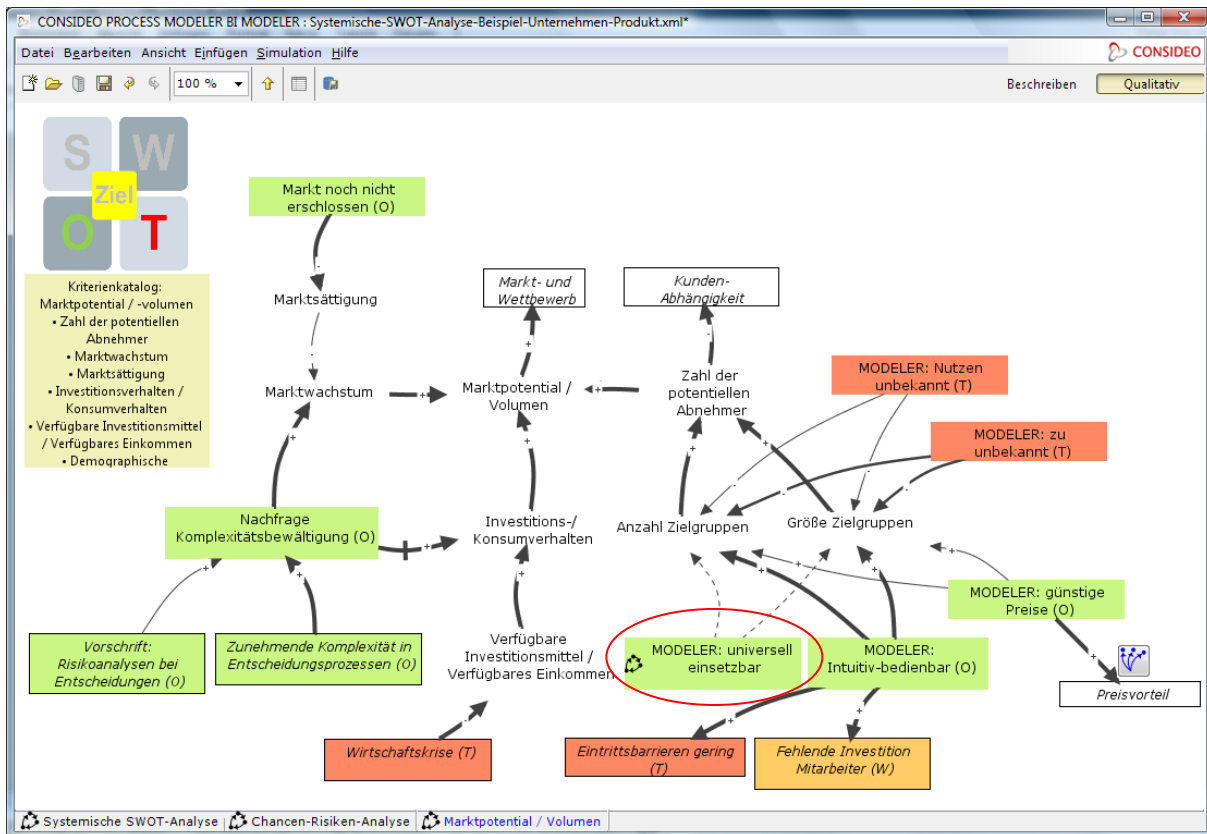 CONSIDEO PROCESS MODELER BI MODELER : Systemische-SWOT-Analyse-Beispiel-Unternehmen-Produkt.xml*
Datei Bearbeiten Ansicht Einfügen Simulation Hilfe
CONSIDEO
100 %
Beschreiben
Qualitativ
S W
Ziel
O T
Kriterienkatalog:
Marktpotential / -volumen
• Zahl der potentiellen
Abnehmer
• Marktwachstum
• Marktsättigung
• Investitionsverhalten /
Konsumverhalten
• Verfügbare Investitionsmittel
/ Verfügbares Einkommen
• Demographische
Markt noch nicht
erschlossen (O)
Marktsättigung
Marktwachstum
Markt- und
Wettbewerb
Kunden-
Abhängigkeit
Marktpotential /
Volumen
Zahl der
potentiellen
Abnehmer
MODELER: Nutzen
unbekannt (T)
MODELER: zu
unbekannt (T)
Nachfrage
Komplexitätsbewältigung (O)
Investitions-/
Konsumverhalten
Anzahl Zielgruppen
Größe Zielgruppen
MODELER: günstige
Preise (O)
Vorschrift:
Risikoanalysen bei
Entscheidungen (O)
Zunehmende Komplexität in
Entscheidungsprozessen (O)
Verfügbare
Investitionsmittel /
Verfügbares Einkommen
MODELER: universell
einsetzbar
MODELER:
Intuitiv-bedienbar (O)
Preisvorteil
Wirtschaftskrise (T)
Eintrittsbarrieren gering
(T)
Fehlende Investition
Mitarbeiter (W)
Systemische SWOT-Analyse
Chancen-Risiken-Analyse
Marktpotential / Volumen